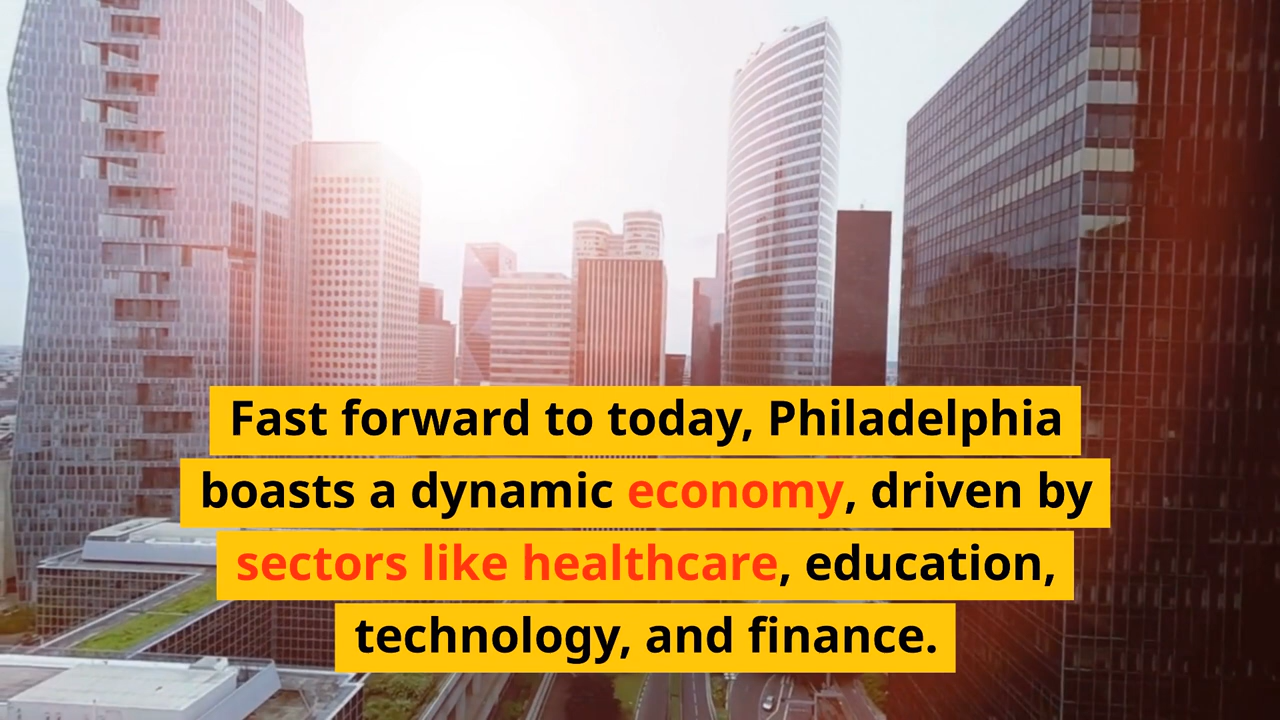 Fast forward to today, Philadelphia
boasts a dynamic economy, driven by
sectors like healthcare, education,
technology, and finance.